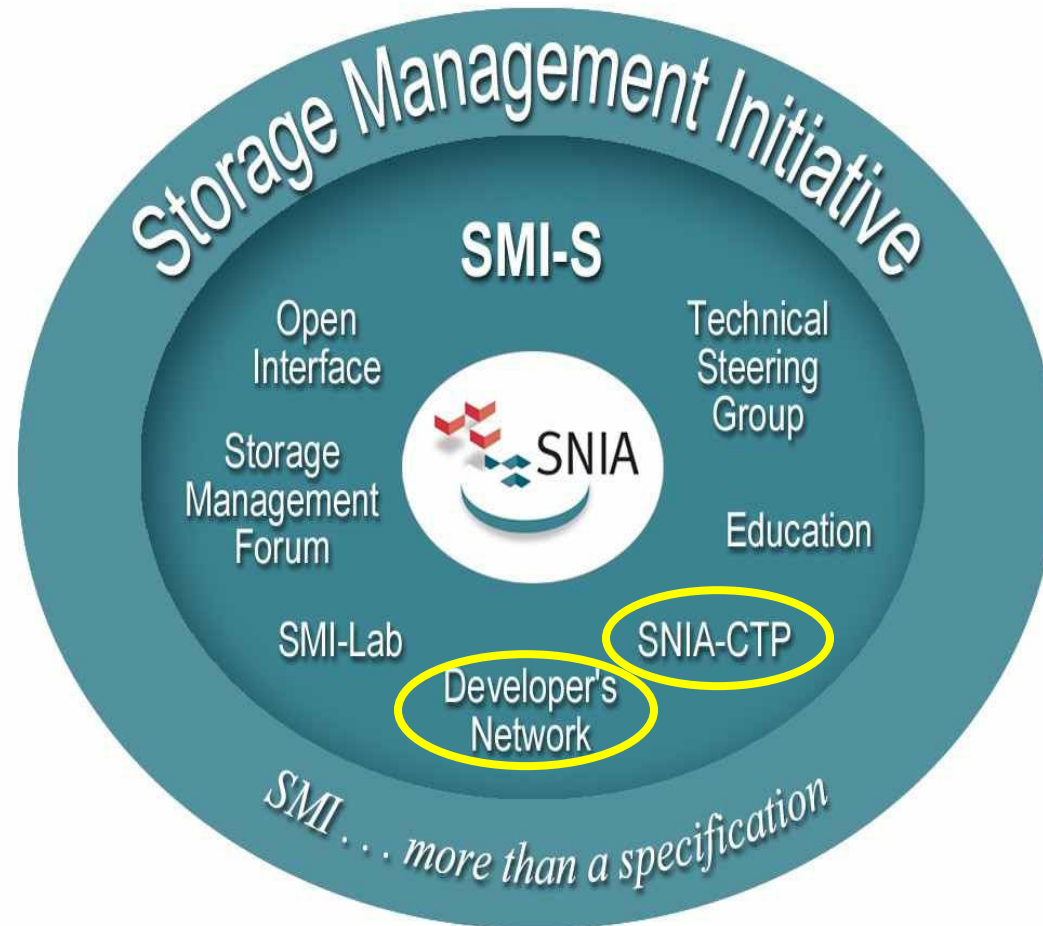 Storage Management Initiative
SMI-S
Open
Interface
Technical
Steering
Group
SNIA
Storage
Management
Forum
Education
SMI-Lab
SNIA-CTP
Developer's
Network
SMI . . . more than a specification